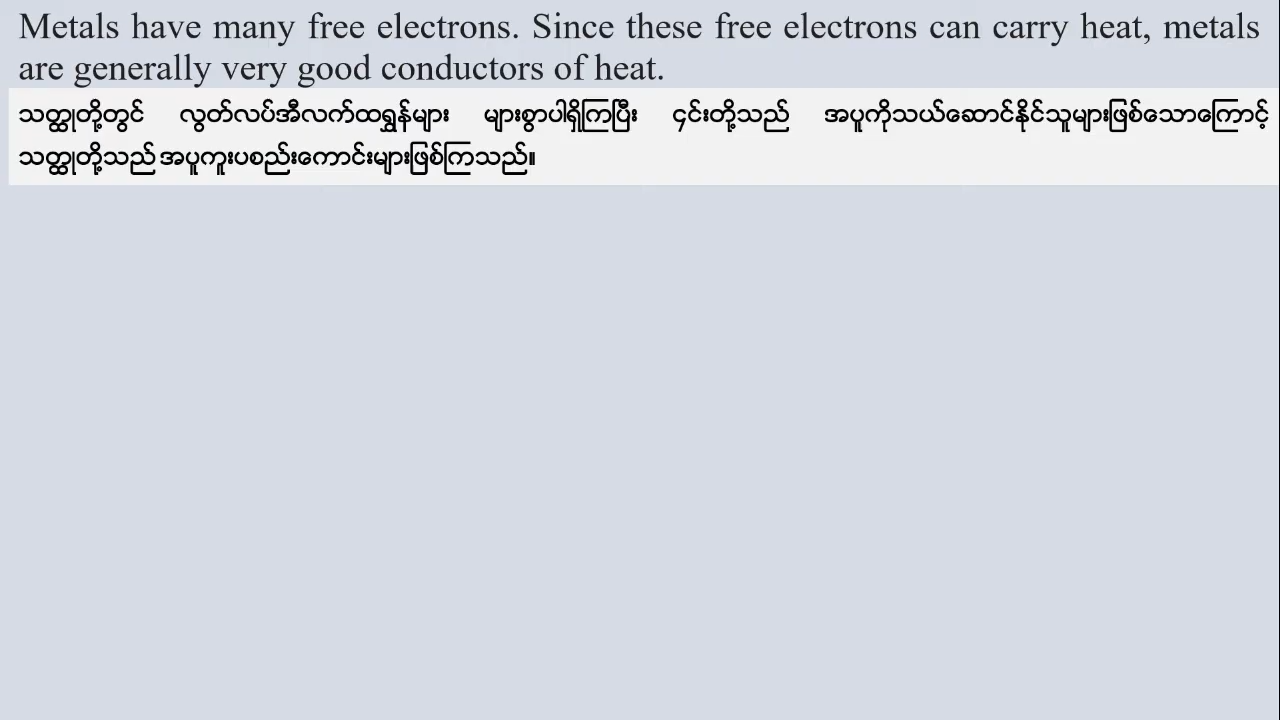 Metals have many free electrons. Since these free electrons can carry heat, metals
are generally very good conductors of heat.
သတ္ထုတို့တွင် လွတ်လပ်အီလက်ထရွှန်များ များစွာပါရှိကြပြီး ၎င်းတို့သည် အပူကိုသယ်ဆောင်နိုင်သူများဖြစ်သောကြောင့်
သတ္ထုတို့သည် အပူကူးပစည်းကောင်းများဖြစ်ကြသည်။